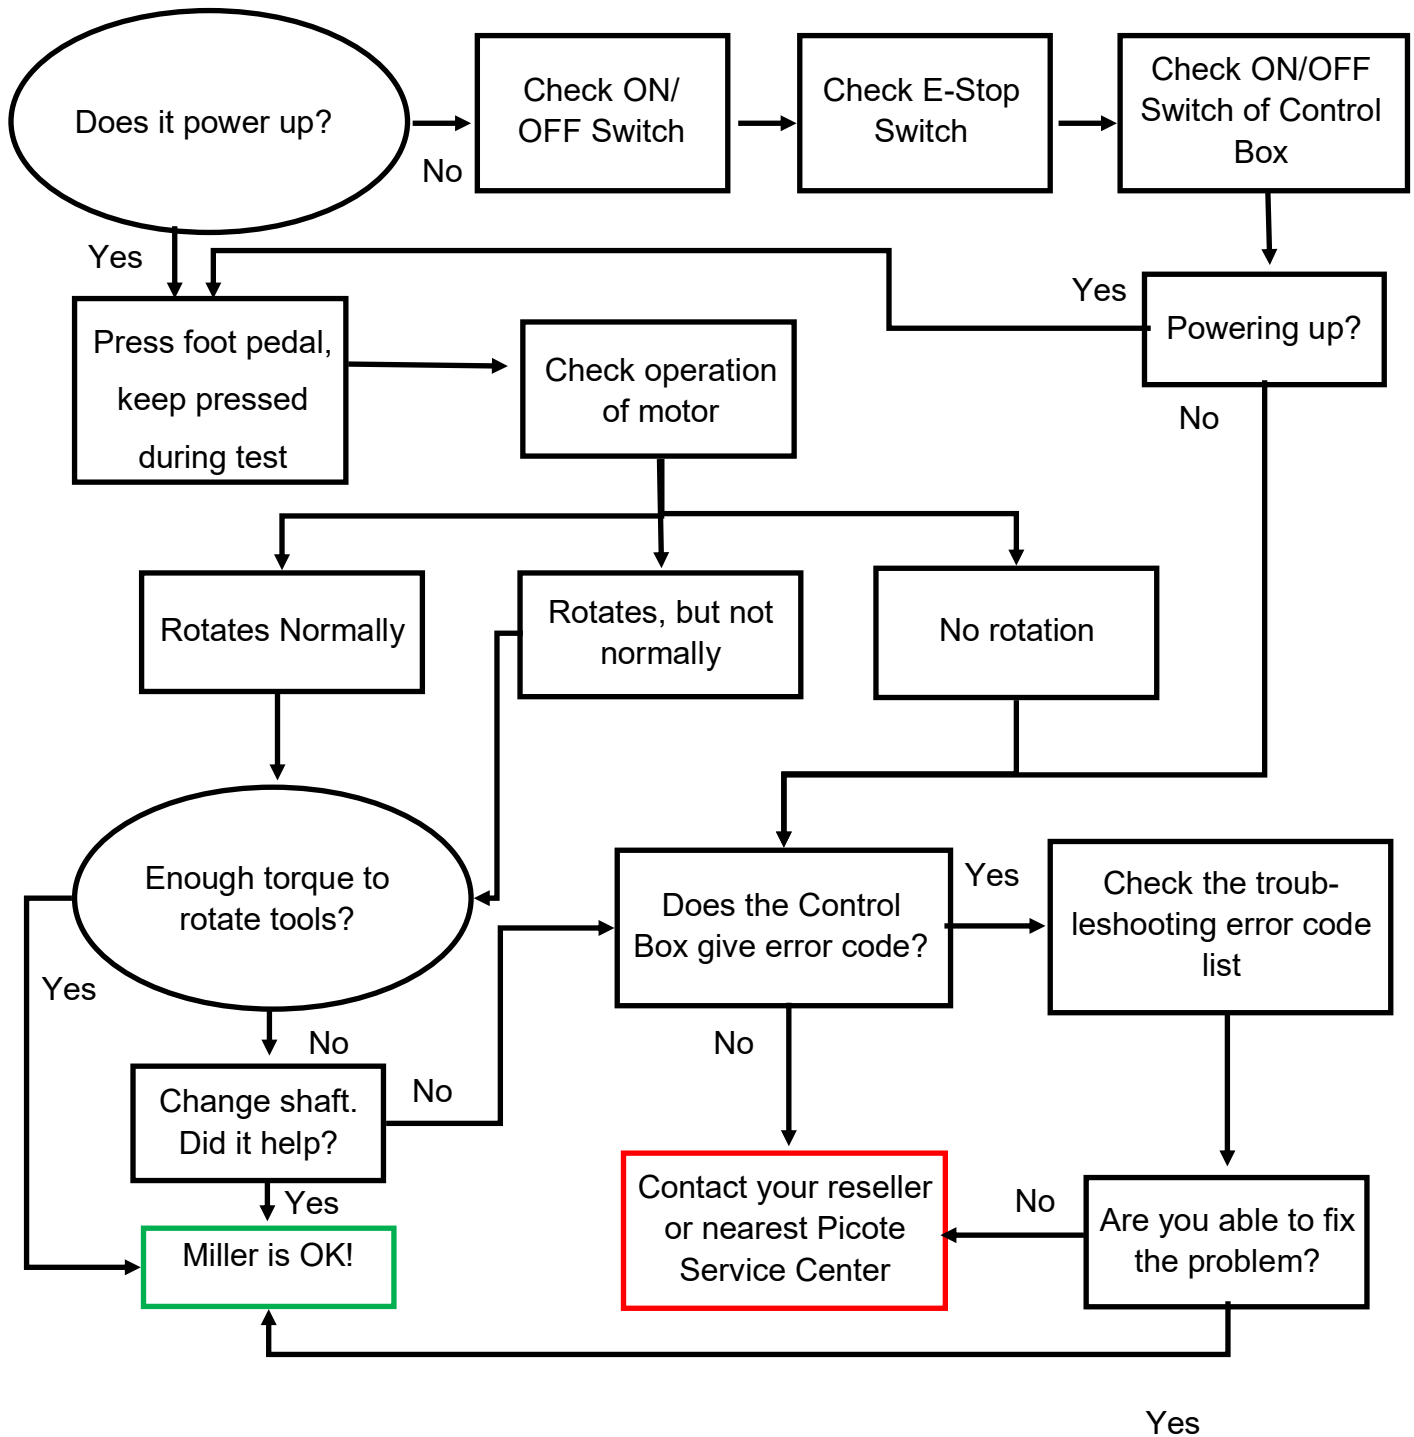 Does it power up?
No
Check ON/
OFF Switch
Check E-Stop
Switch
Check ON/OFF
Switch of Control
Box
Yes
Press foot pedal,
keep pressed
during test
Check operation
of motor
Yes
Powering up?
No
Rotates Normally
Rotates, but not
normally
No rotation
Enough torque to
rotate tools?
Yes
No
Change shaft.
Did it help?
No
Yes
Miller is OK!
Does the Control
Box give error code?
Yes
No
Check the troub-
leshooting error code
list
Contact your reseller
or nearest Picote
Service Center
No
Are you able to fix
the problem?
Yes